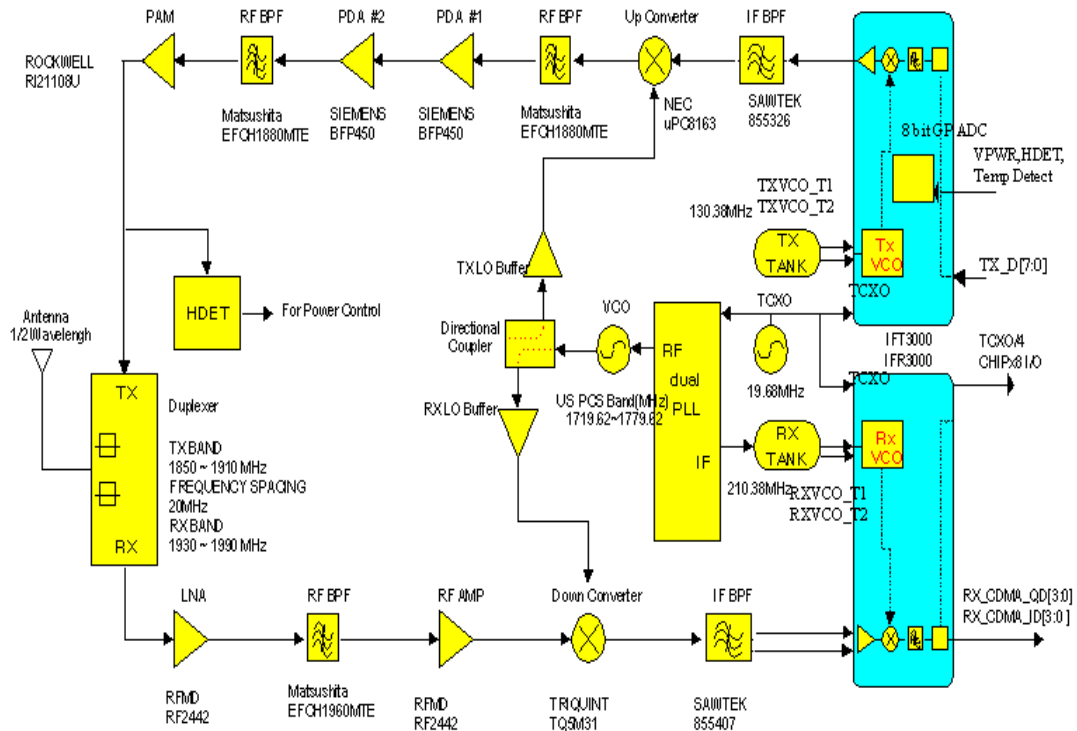 PAM
RF BPF
PDA #2
PDA #1
RF BPF
Up Converter
IF BPF
ROCKWELL
RI21108U
Matsushita
EFCH1880MTE
SIEMENS
BFP450
SIEMENS
BFP450
Matsushita
EFCH1880MTE
NEC
uPC8163
SAWTEK
855326
8bitGP ADC
VPWR,HDET,
Temp Detect
TXVCO_T1
TXVCO_T2
130.38MHz
TX
TANK
Tx
VCO
TX_D[7:0]
TXLO Buffer
TCXO
HDET
For Power Control
Antenna
1/2Wavelengh
Directional
Coupler
VCO
TCXO
RF
dual
PLL
IF
IFT3000
IFR3000
TCXO
TCXO/4
CHIPx8 I/O
19.68MHz
US PCS Band(MHz)
1719.62~1779.62
RXLO Buffer
TX
Duplexer
TX BAND
1850 ~ 1910 MHz
FREQUENCY SPACING
20MHz
RX BAND
1930 ~ 1990 MHz
RX
RX
TANK
Rx
VCO
210.38MHz
RXVCO_T1
RXVCO_T2
LNA
RF BPF
RF AMP
Down Converter
IF BPF
RX_CDMA_QD[3:0]
RX_CDMA_ID[3:0 ]
RFMD
RF2442
Matsushita
EFCH1960MTE
RFMD
RF2442
TRIQUINT
TQ5M31
SAWTEK
855407